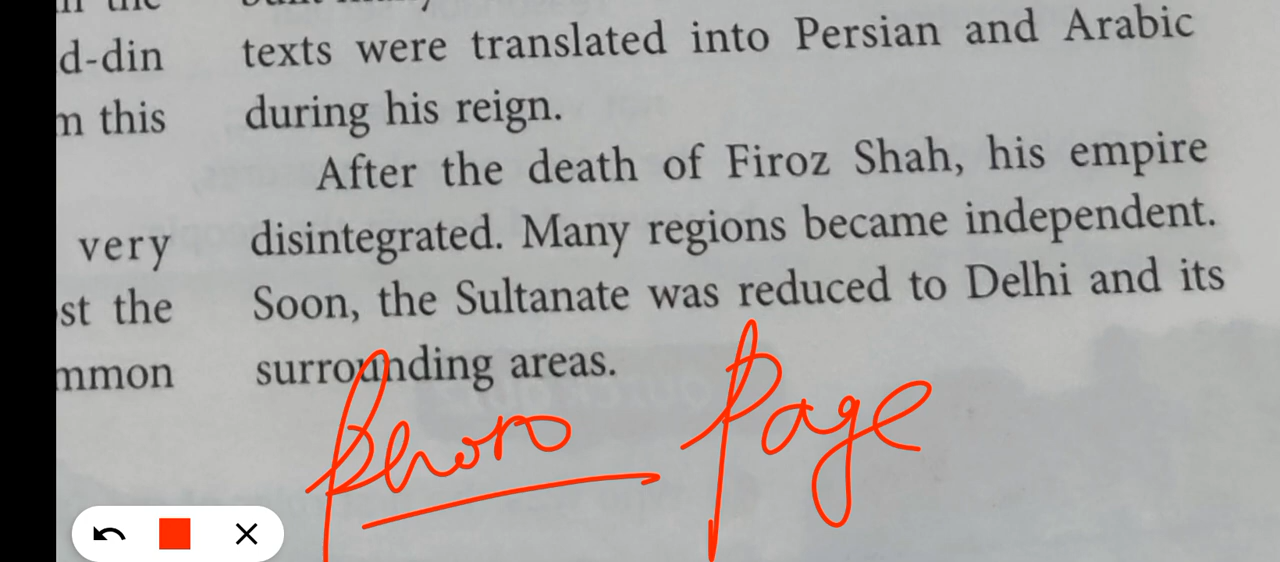 d-din
m this
very
st the
mmon
texts were translated into Persian and Arabic
during his reign.
After the death of Firoz Shah, his empire
disintegrated. Many regions became independent.
Soon, the Sultanate was reduced to Delhi and its
surrounding areas.
Page